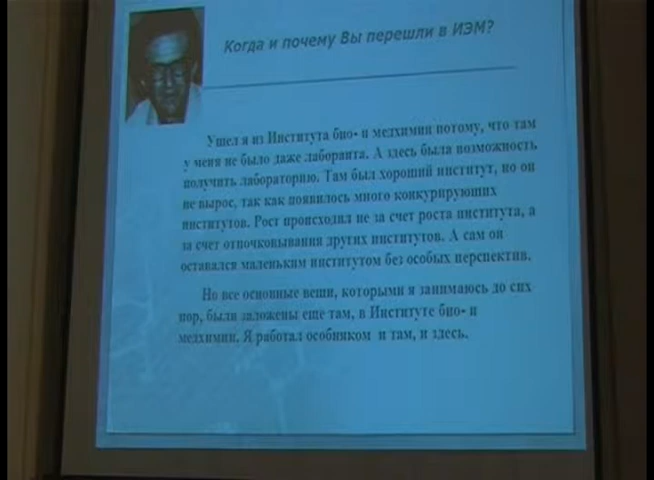 Когда и почему Вы перешли в ИЭМ?
Ушел я из Института био- и медхимии потому, что там
у меня не было даже лаборанта. А здесь была возможность
получить лабораторию. Там был хороший институт, но он
не вырос, так как появилось много конкурирующих
институтов. Рост происходил не за счет роста института, а
за счет отпочковывания других институтов. А сам он
оставался маленьким институтом без особых перспектив.
Но все основные вещи, которыми я занимаюсь до сих
пор, были заложены еще там, в Институте био- и
медхимии. Я работал особняком и там, и здесь.